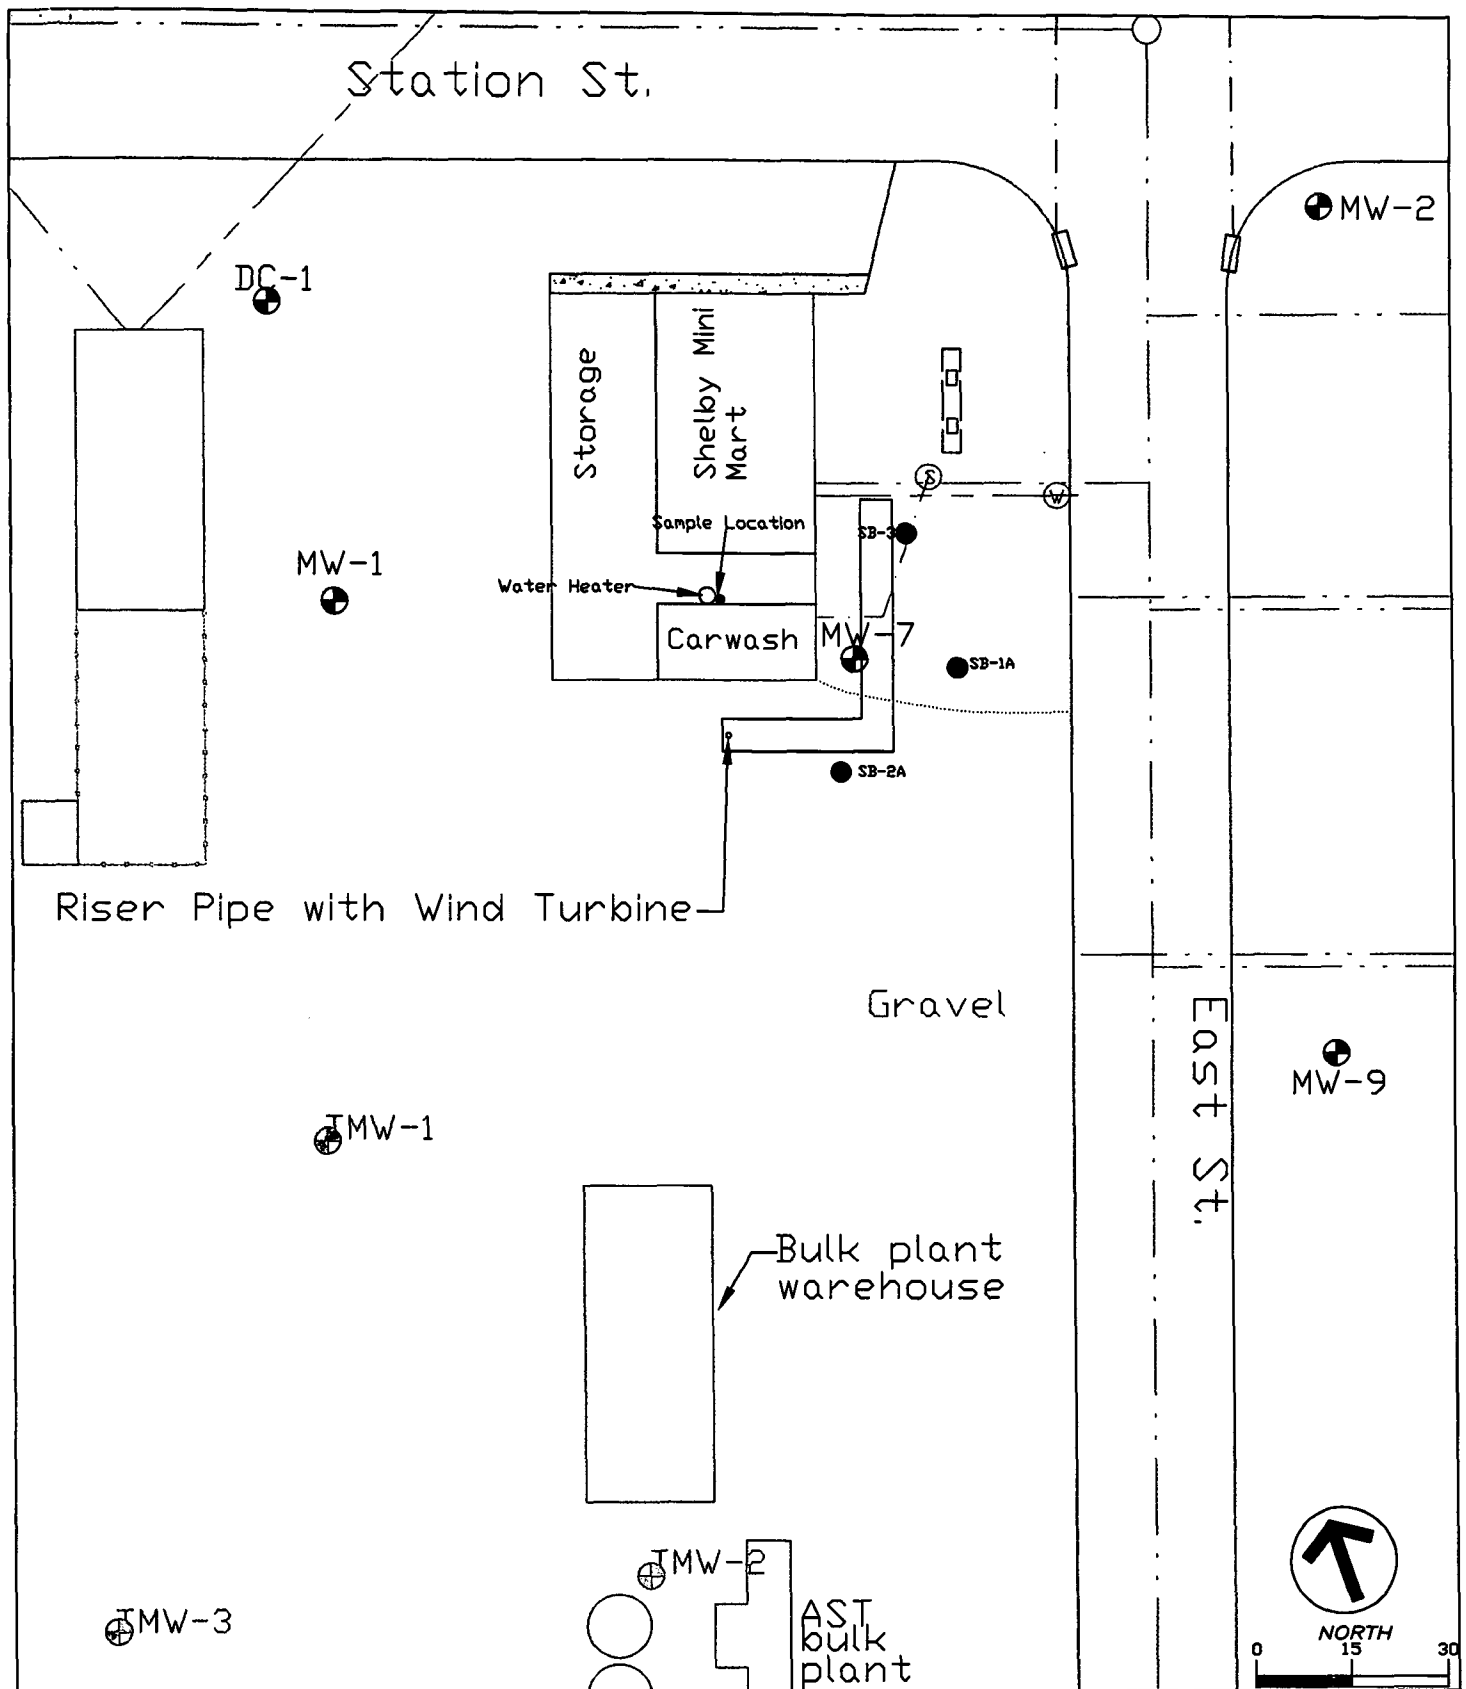 Station St.
MW-2
DC-1
Storage
Shelby Mini
Mart
S
W
Sample Location
SB-3
MW-1
Water Heater
Carwash
MW-7
SB-1A
SB-2A
Riser Pipe with Wind Turbine
Gravel
East St.
MW-9
TMW-1
Bulk plant
warehouse
TMW-2
TMW-3
AST
bulk
plant
NORTH
0 15 30